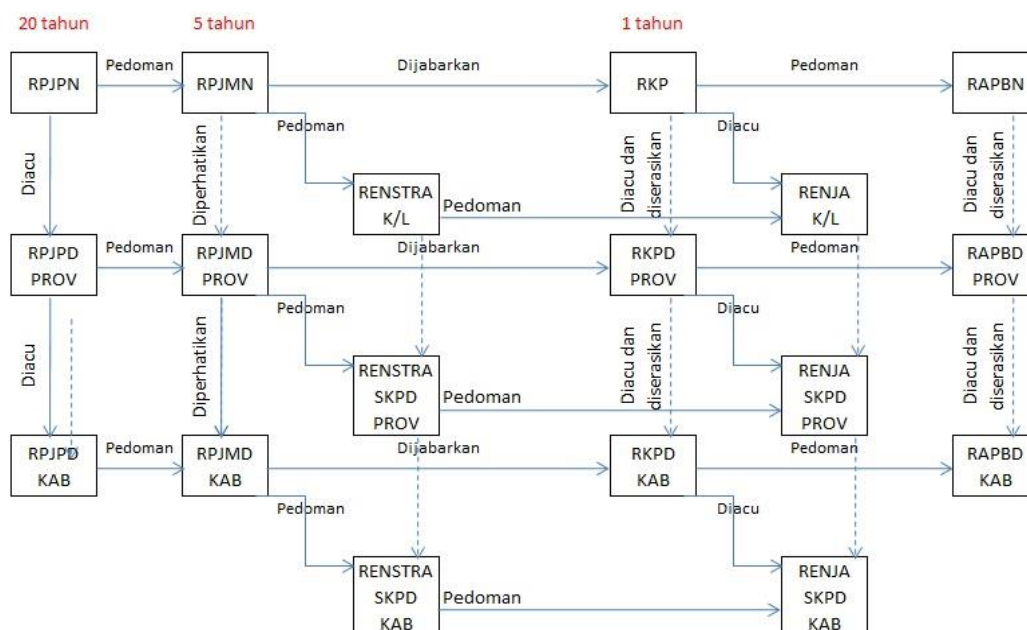 20 tahun
5 tahun
1 tahun
RPJPN
Pedoman
RPJMN
Dijabarkan
RKP
Pedoman
RAPBN
Pedoman
Diacu
Diacu
Diperhatikan
Diacu dan
diserasikan
Diacu dan
diserasikan
RENSTRA
K/L
Pedoman
RENJA
K/L
RPJPD
PROV
Pedoman
RPJMD
PROV
Dijabarkan
RKPD
PROV
Pedoman
RAPBD
PROV
Pedoman
Diacu
Diacu
Diperhatikan
Diacu dan
diserasikan
Diacu dan
diserasikan
RENSTRA
SKPD
PROV
Pedoman
RENJA
SKPD
PROV
RPJPD
KAB
Pedoman
RPJMD
KAB
Dijabarkan
RKPD
KAB
Pedoman
RAPBD
KAB
Pedoman
Diacu
RENSTRA
SKPD
KAB
Pedoman
RENJA
SKPD
KAB